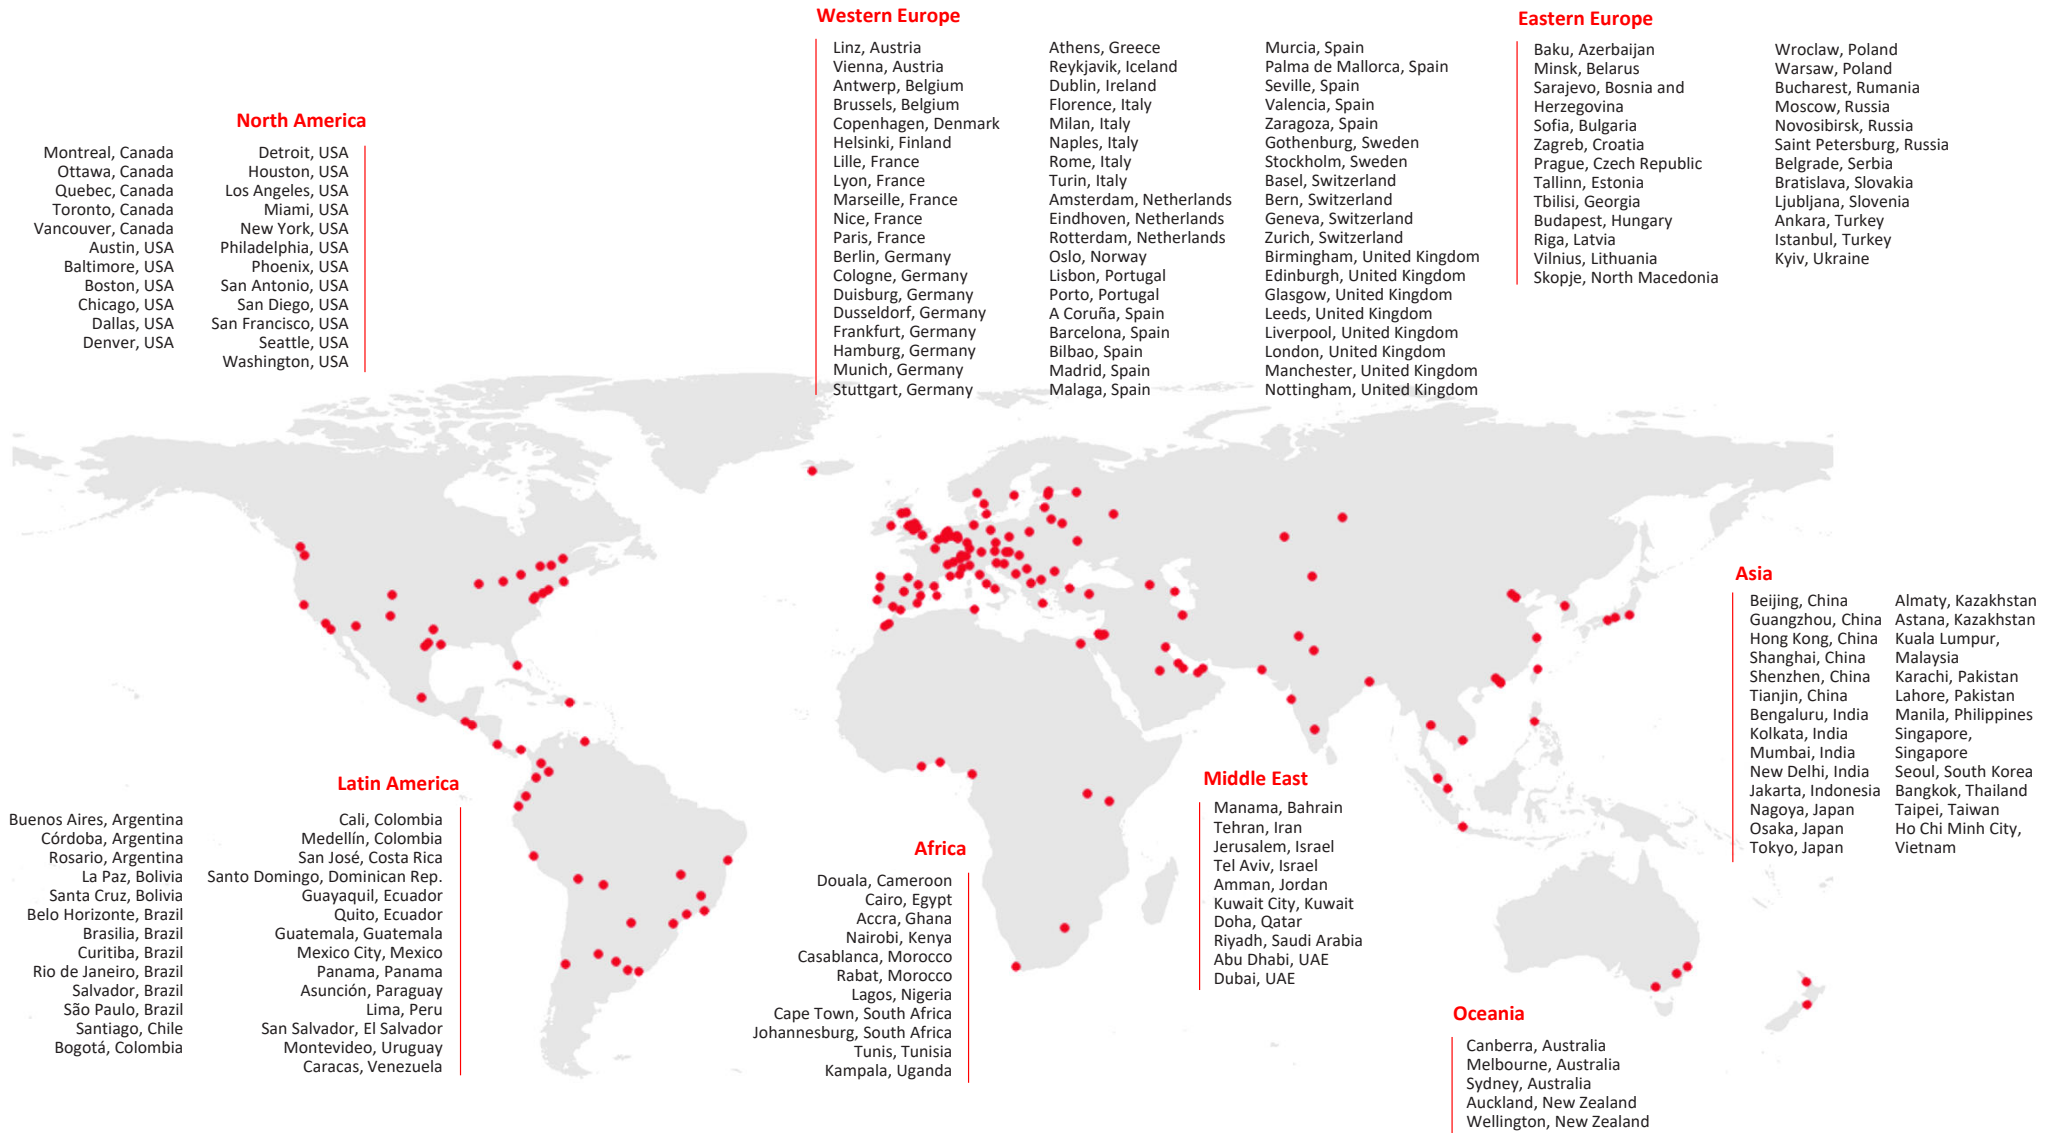 Western Europe
Linz, Austria
Vienna, Austria
Antwerp, Belgium
Brussels, Belgium
Copenhagen, Denmark
Helsinki, Finland
Lille, France
Lyon, France
Marseille, France
Nice, France
Paris, France
Berlin, Germany
Cologne, Germany
Duisburg, Germany
Dusseldorf, Germany
Frankfurt, Germany
Hamburg, Germany
Munich, Germany
Stuttgart, Germany
Athens, Greece
Reykjavik, Iceland
Dublin, Ireland
Florence, Italy
Milan, Italy
Naples, Italy
Rome, Italy
Turin, Italy
Amsterdam, Netherlands
Eindhoven, Netherlands
Rotterdam, Netherlands
Oslo, Norway
Lisbon, Portugal
Porto, Portugal
A Coruña, Spain
Barcelona, Spain
Bilbao, Spain
Madrid, Spain
Malaga, Spain
Murcia, Spain
Palma de Mallorca, Spain
Seville, Spain
Valencia, Spain
Zaragoza, Spain
Gothenburg, Sweden
Stockholm, Sweden
Basel, Switzerland
Bern, Switzerland
Geneva, Switzerland
Zurich, Switzerland
Birmingham, United Kingdom
Edinburgh, United Kingdom
Glasgow, United Kingdom
Leeds, United Kingdom
Liverpool, United Kingdom
London, United Kingdom
Manchester, United Kingdom
Nottingham, United Kingdom
Eastern Europe
Baku, Azerbaijan
Minsk, Belarus
Sarajevo, Bosnia and
Herzegovina
Sofia, Bulgaria
Zagreb, Croatia
Prague, Czech Republic
Tallinn, Estonia
Tbilisi, Georgia
Budapest, Hungary
Riga, Latvia
Vilnius, Lithuania
Skopje, North Macedonia
Wroclaw, Poland
Warsaw, Poland
Bucharest, Rumania
Moscow, Russia
Novosibirsk, Russia
Saint Petersburg, Russia
Belgrade, Serbia
Bratislava, Slovakia
Ljubljana, Slovenia
Ankara, Turkey
Istanbul, Turkey
Kyiv, Ukraine
North America
Montreal, Canada
Ottawa, Canada
Quebec, Canada
Toronto, Canada
Vancouver, Canada
Austin, USA
Baltimore, USA
Boston, USA
Chicago, USA
Dallas, USA
Denver, USA
Detroit, USA
Houston, USA
Los Angeles, USA
Miami, USA
New York, USA
Philadelphia, USA
Phoenix, USA
San Antonio, USA
San Diego, USA
San Francisco, USA
Seattle, USA
Washington, USA
Asia
Beijing, China
Guangzhou, China
Hong Kong, China
Shanghai, China
Shenzhen, China
Tianjin, China
Bengaluru, India
Kolkata, India
Mumbai, India
New Delhi, India
Jakarta, Indonesia
Nagoya, Japan
Osaka, Japan
Tokyo, Japan
Almaty, Kazakhstan
Astana, Kazakhstan
Kuala Lumpur,
Malaysia
Karachi, Pakistan
Lahore, Pakistan
Manila, Philippines
Singapore,
Singapore
Seoul, South Korea
Bangkok, Thailand
Taipei, Taiwan
Ho Chi Minh City,
Vietnam
Latin America
Buenos Aires, Argentina
Córdoba, Argentina
Rosario, Argentina
La Paz, Bolivia
Santa Cruz, Bolivia
Belo Horizonte, Brazil
Brasilia, Brazil
Curitiba, Brazil
Rio de Janeiro, Brazil
Salvador, Brazil
São Paulo, Brazil
Santiago, Chile
Bogotá, Colombia
Cali, Colombia
Medellín, Colombia
San José, Costa Rica
Santo Domingo, Dominican Rep.
Guayaquil, Ecuador
Quito, Ecuador
Guatemala, Guatemala
Mexico City, Mexico
Panama, Panama
Asunción, Paraguay
Lima, Peru
San Salvador, El Salvador
Montevideo, Uruguay
Caracas, Venezuela
Africa
Douala, Cameroon
Cairo, Egypt
Accra, Ghana
Nairobi, Kenya
Casablanca, Morocco
Rabat, Morocco
Lagos, Nigeria
Cape Town, South Africa
Johannesburg, South Africa
Tunis, Tunisia
Kampala, Uganda
Middle East
Manama, Bahrain
Tehran, Iran
Jerusalem, Israel
Tel Aviv, Israel
Amman, Jordan
Kuwait City, Kuwait
Doha, Qatar
Riyadh, Saudi Arabia
Abu Dhabi, UAE
Dubai, UAE
Oceania
Canberra, Australia
Melbourne, Australia
Sydney, Australia
Auckland, New Zealand
Wellington, New Zealand